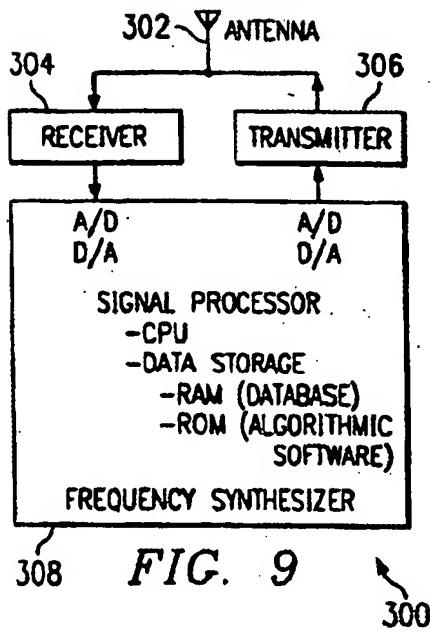 302 ANTENNA
304 306
RECEIVER TRANSMITTER
A/D A/D
D/A D/A
SIGNAL PROCESSOR
-CPU
-DATA STORAGE
-RAM (DATABASE)
-ROM (ALGORITHMIC
SOFTWARE)
FREQUENCY SYNTHESIZER
308 FIG. 9 300